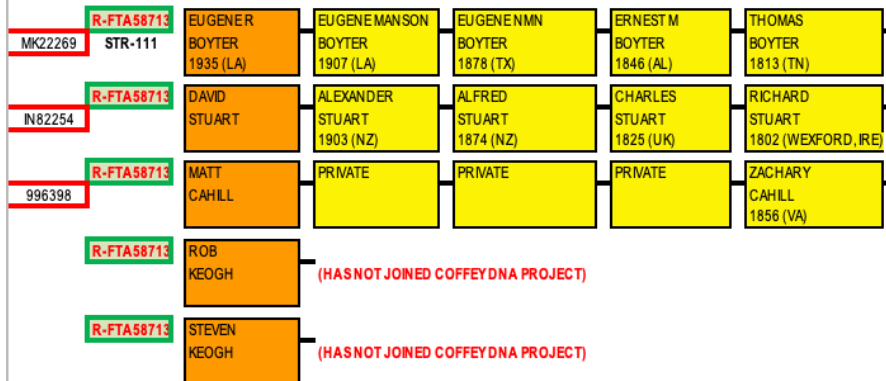 R-FTA58713 EUGENE R EUGENE MANSON EUGENE NMN ERNEST M THOMAS
MK22269 STR-111 BOYTER BOYTER BOYTER BOYTER BOYTER
1935 (LA) 1907 (LA) 1878 (TX) 1846 (AL) 1813 (TN)
R-FTA58713 DAVID ALEXANDER ALFRED CHARLES RICHARD
IN82254 STUART STUART STUART STUART STUART
1903 (NZ) 1874 (NZ) 1825 (UK) 1802 (WEXFORD, IRE)
R-FTA58713 MATT PRIVATE PRIVATE PRIVATE ZACHARY
996398 CAHILL CAHILL
1856 (VA)
R-FTA58713 ROB
KEOGH (HAS NOT JOINED COFFEY DNA PROJECT)
R-FTA58713 STEVEN
KEOGH (HAS NOT JOINED COFFEY DNA PROJECT)